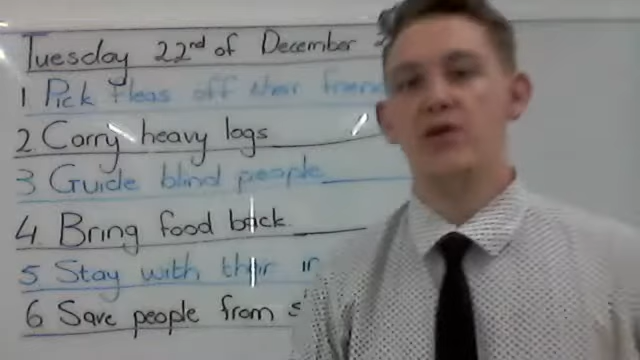 Tuesday 22nd of December
1 Pick fleas off their friend
2 Carry heavy logs
3 Guide blind people
4 Bring food back
5 Stay with their
6 Save people from